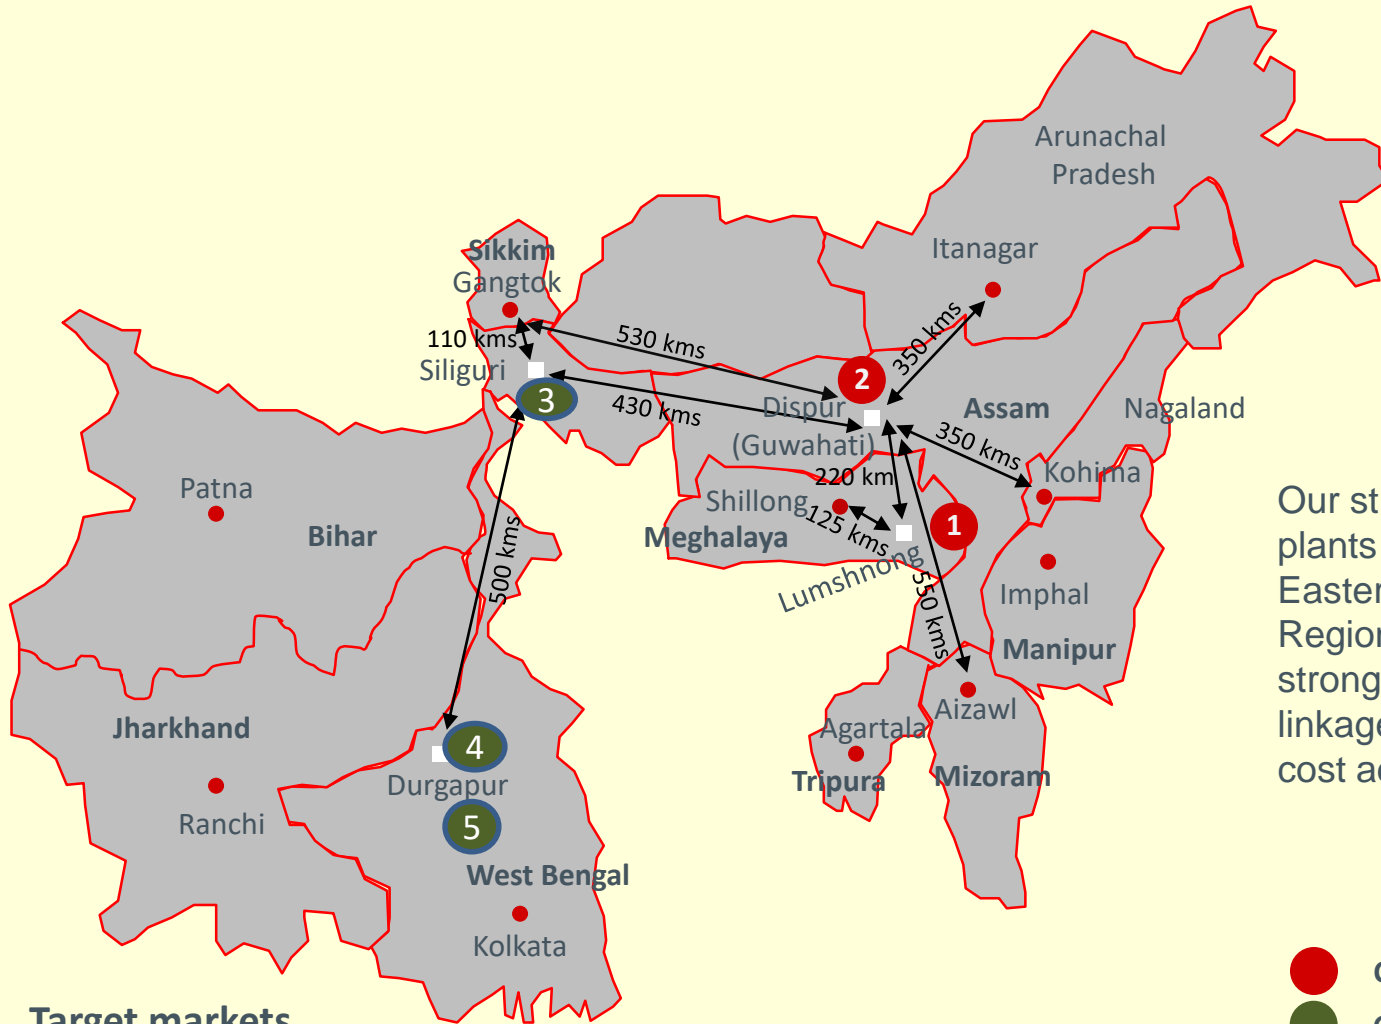 Arunachal
Pradesh
Itanagar
Sikkim
Gangtok
110 kms
Siliguri
530 kms
430 kms
350 kms
2
3
Dispur
(Guwahati)
Assam
Nagaland
350 kms
Kohima
220 km
Shillong
125 kms
1
Meghalaya
Lumshnong
550 kms
Imphal
Manipur
Patna
Bihar
500 kms
Jharkhand
Ranchi
4
Durgapur
5
West Bengal
Kolkata
Agartala
Tripura
Aizawl
Mizoram
Our st
plants
Easter
Region
strong
linkage
cost a
Target markets